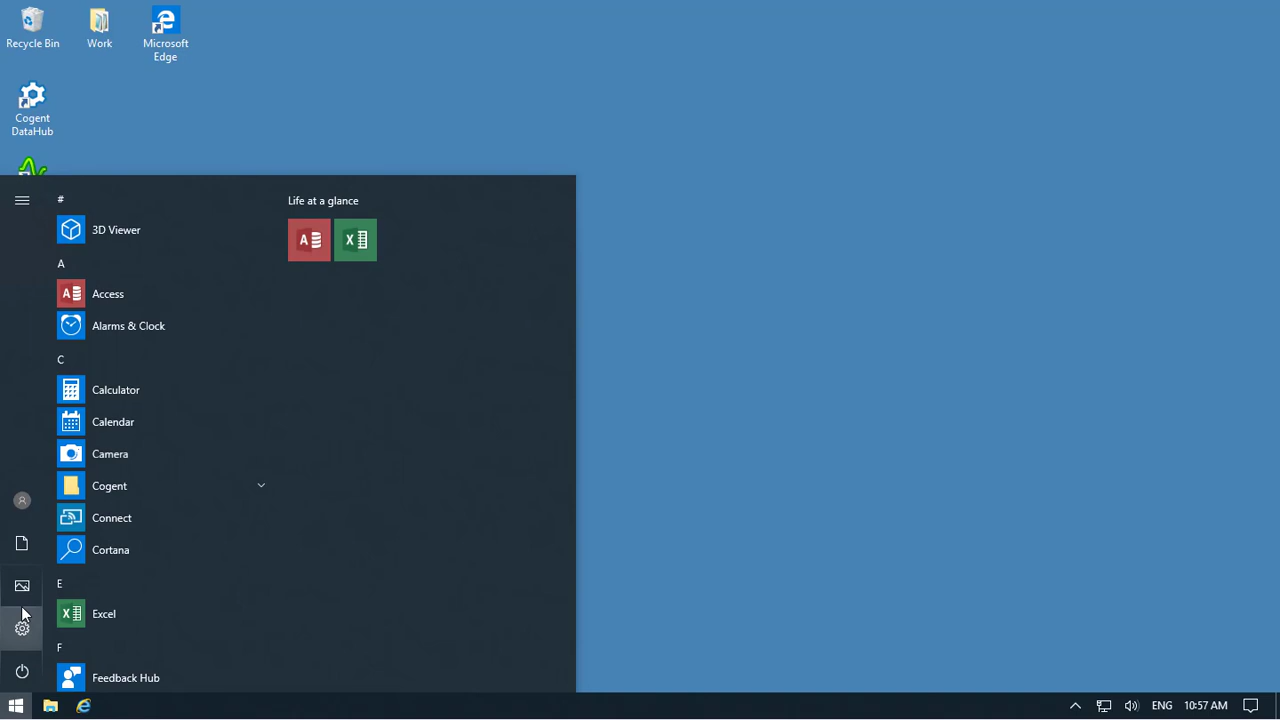 Recycle Bin
Work
Microsoft
Edge
Cogent
DataHub
#
3D Viewer
A
Access
Alarms & Clock
C
Calculator
Calendar
Camera
Cogent
Connect
Cortana
E
Excel
F
Feedback Hub
Life at a glance
ENG
10:57 AM